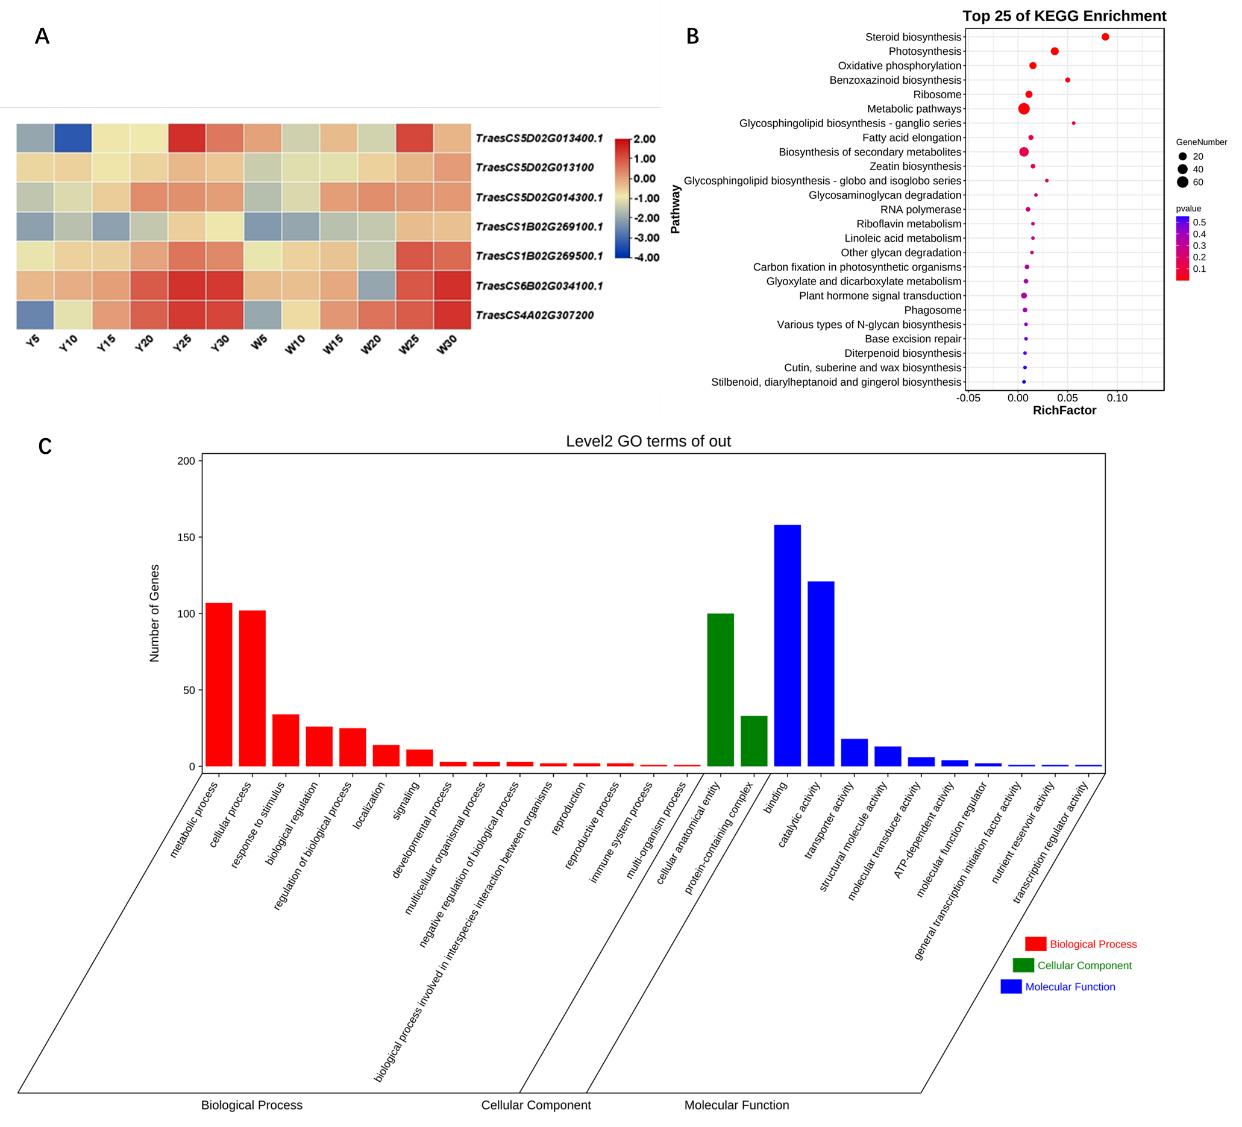 A
TraesCS5D02G013400.1
TraesCS5D02G013100
TraesCS5D02G014300.1
TraesCS1B02G269100.1
TraesCS1B02G269500.1
TraesCS6B02G034100.1
TraesCS4A02G307200
Y5 Y10 Y15 Y20 Y25 Y30 W5 W10 W15 W20 W25 W30
2.00
1.00
0.00
-1.00
-2.00
-3.00
-4.00
B
Top 25 of KEGG Enrichment
Pathway
Steroid biosynthesis
Photosynthesis
Oxidative phosphorylation
Benzoxazinoid biosynthesis
Ribosome
Metabolic pathways
Glycosphingolipid biosynthesis - ganglio series
Fatty acid elongation
Biosynthesis of secondary metabolites
Zeatin biosynthesis
Glycosphingolipid biosynthesis - globo and isoglobo series
Glycosaminoglycan degradation
RNA polymerase
Riboflavin metabolism
Linoleic acid metabolism
Other glycan degradation
Carbon fixation in photosynthetic organisms
Glyoxylate and dicarboxylate metabolism
Plant hormone signal transduction
Phagosome
Various types of N-glycan biosynthesis
Base excision repair
Diterpenoid biosynthesis
Cutin, suberine and wax biosynthesis
Stilbenoid, diarylheptanoid and gingerol biosynthesis
-0.05 0.00 0.05 0.10
RichFactor
GeneNumber
20
40
60
pvalue
0.5
0.4
0.3
0.2
0.1
C
Level2 GO terms of out
Number of Genes
200
150
100
50
0
metabolic process
cellular process
response to stimulus
biological regulation
regulation of biological process
localization
signaling
developmental process
multicellular organismal process
negative regulation of biological process
biological process involved in interspecies interaction between organisms
reproduction
reproductive process
immune system process
multi-organism process
cellular anatomical entity
protein-containing complex
binding
catalytic activity
transporter activity
structural molecule activity
molecular transducer activity
ATP-dependent activity
molecular function regulator
general transcription initiation factor activity
nutrient reservoir activity
transcription regulator activity
Biological Process
Cellular Component
Molecular Function
Biological Process
Cellular Component
Molecular Function